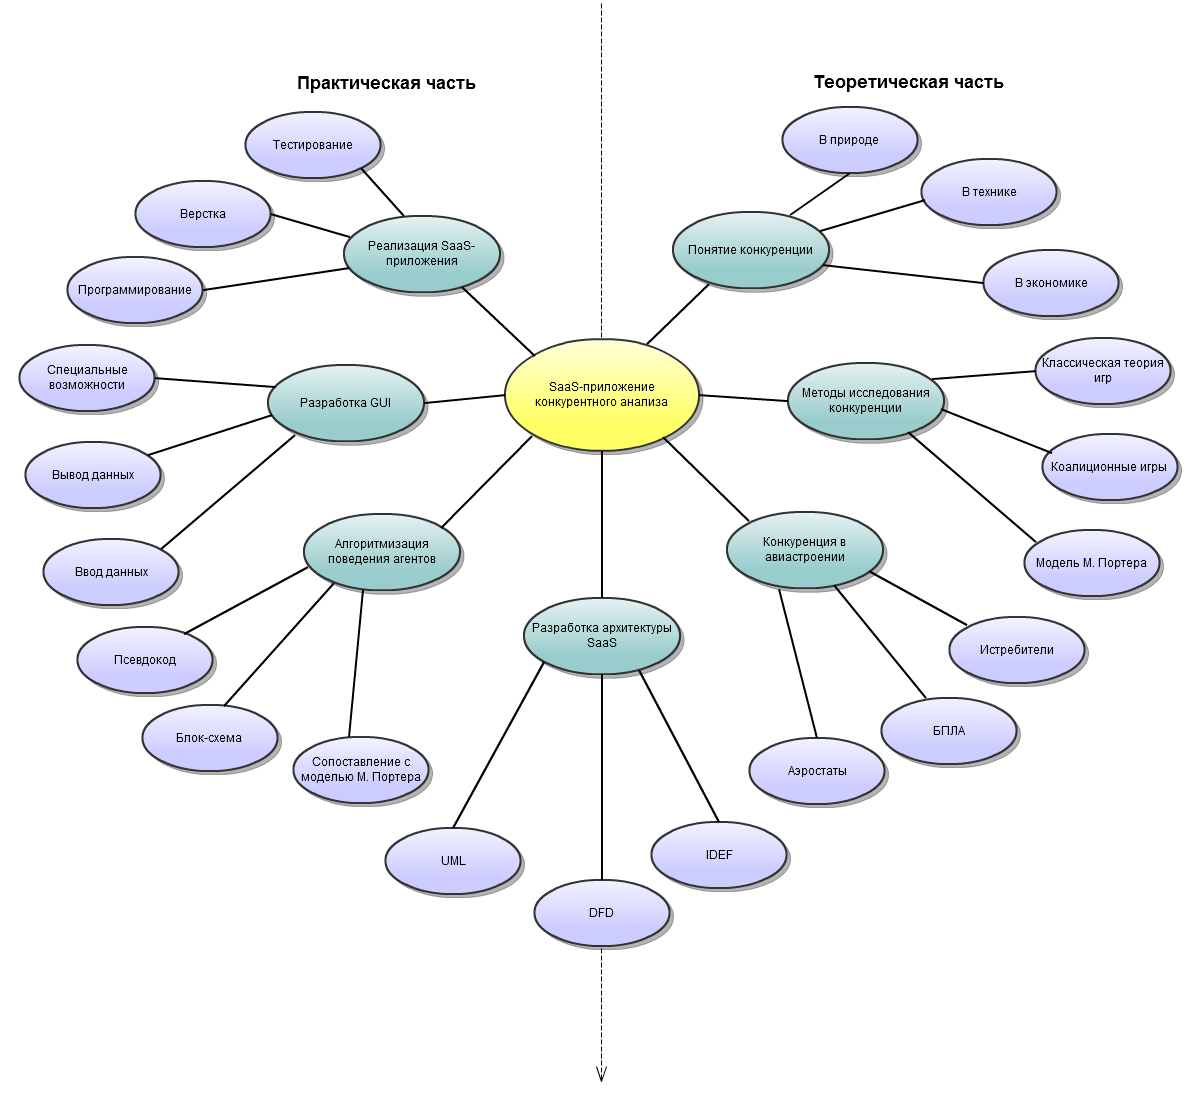 Практическая часть
Теоретическая часть
Тестирование
Верстка
Программирование
Реализация SaaS-
приложения
Специальные
возможности
Вывод данных
Ввод данных
Разработка GUI
Псевдокод
Блок-схема
Сопоставление с
моделью М. Портера
Алгоритмизация
поведения агентов
SaaS-приложение
конкурентного анализа
Разработка архитектуры
SaaS
UML
DFD
IDEF
В природе
В технике
В экономике
Понятие конкуренции
Классическая теория
игр
Коалиционные игры
Модель М. Портера
Методы исследования
конкуренции
Конкуренция в
авиастроении
Истребители
БПЛА
Аэростаты